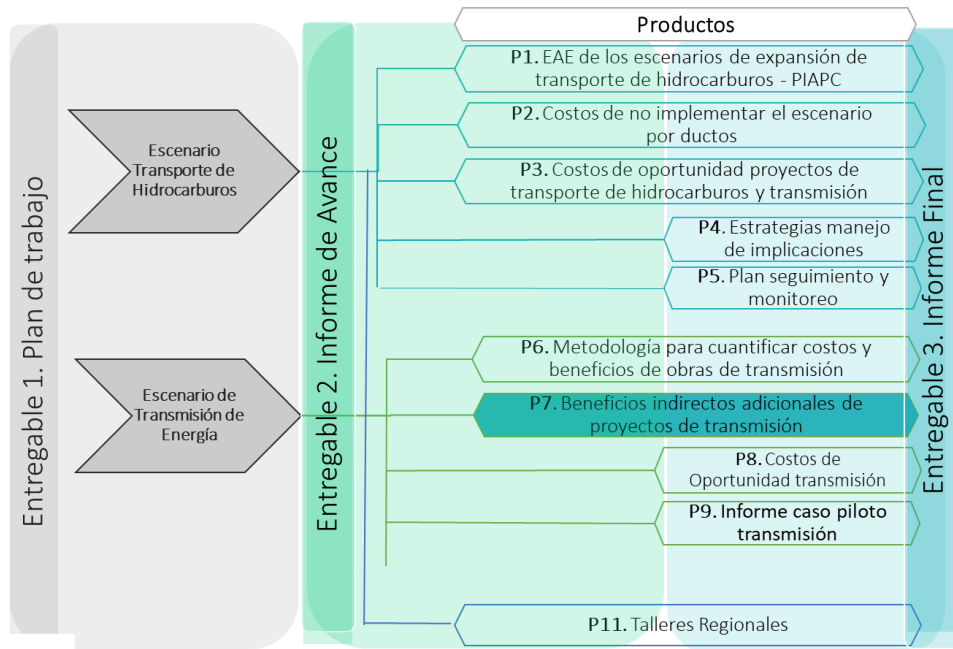 Entregable 1. Plan de trabajo
Escenario
Transporte de
Hidrocarburos
Escenario de
Transmisión de
Energía
Entregable 2. Informe de Avance
Productos
P1. EAE de los escenarios de expansión de
transporte de hidrocarburos - PIAPC
P2. Costos de no implementar el escenario
por ductos
P3. Costos de oportunidad proyectos de
transporte de hidrocarburos y transmisión
P4. Estrategias manejo
de implicaciones
P5. Plan seguimiento y
monitoreo
P6. Metodología para cuantificar costos y
beneficios de obras de transmisión
P7. Beneficios indirectos adicionales de
proyectos de transmisión
P8. Costos de
Oportunidad transmisión
P9. Informe caso piloto
transmisión
P11. Talleres Regionales
Entregable 3. Informe Final